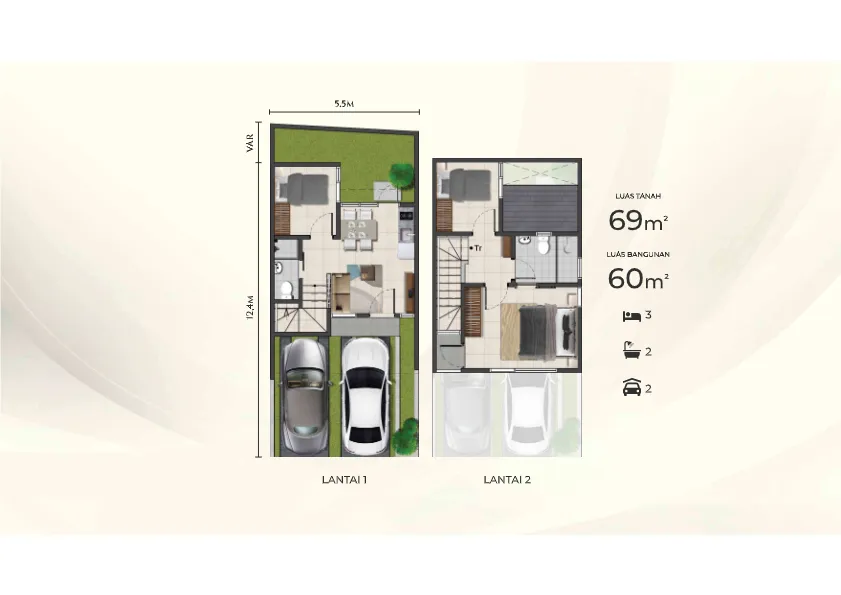 5.5M
VAR
12,4M
Tr
LANTAI 1
LANTAI 2
LUAS TANAH
69m²
LUAS BANGUNAN
60m²
3
2
2